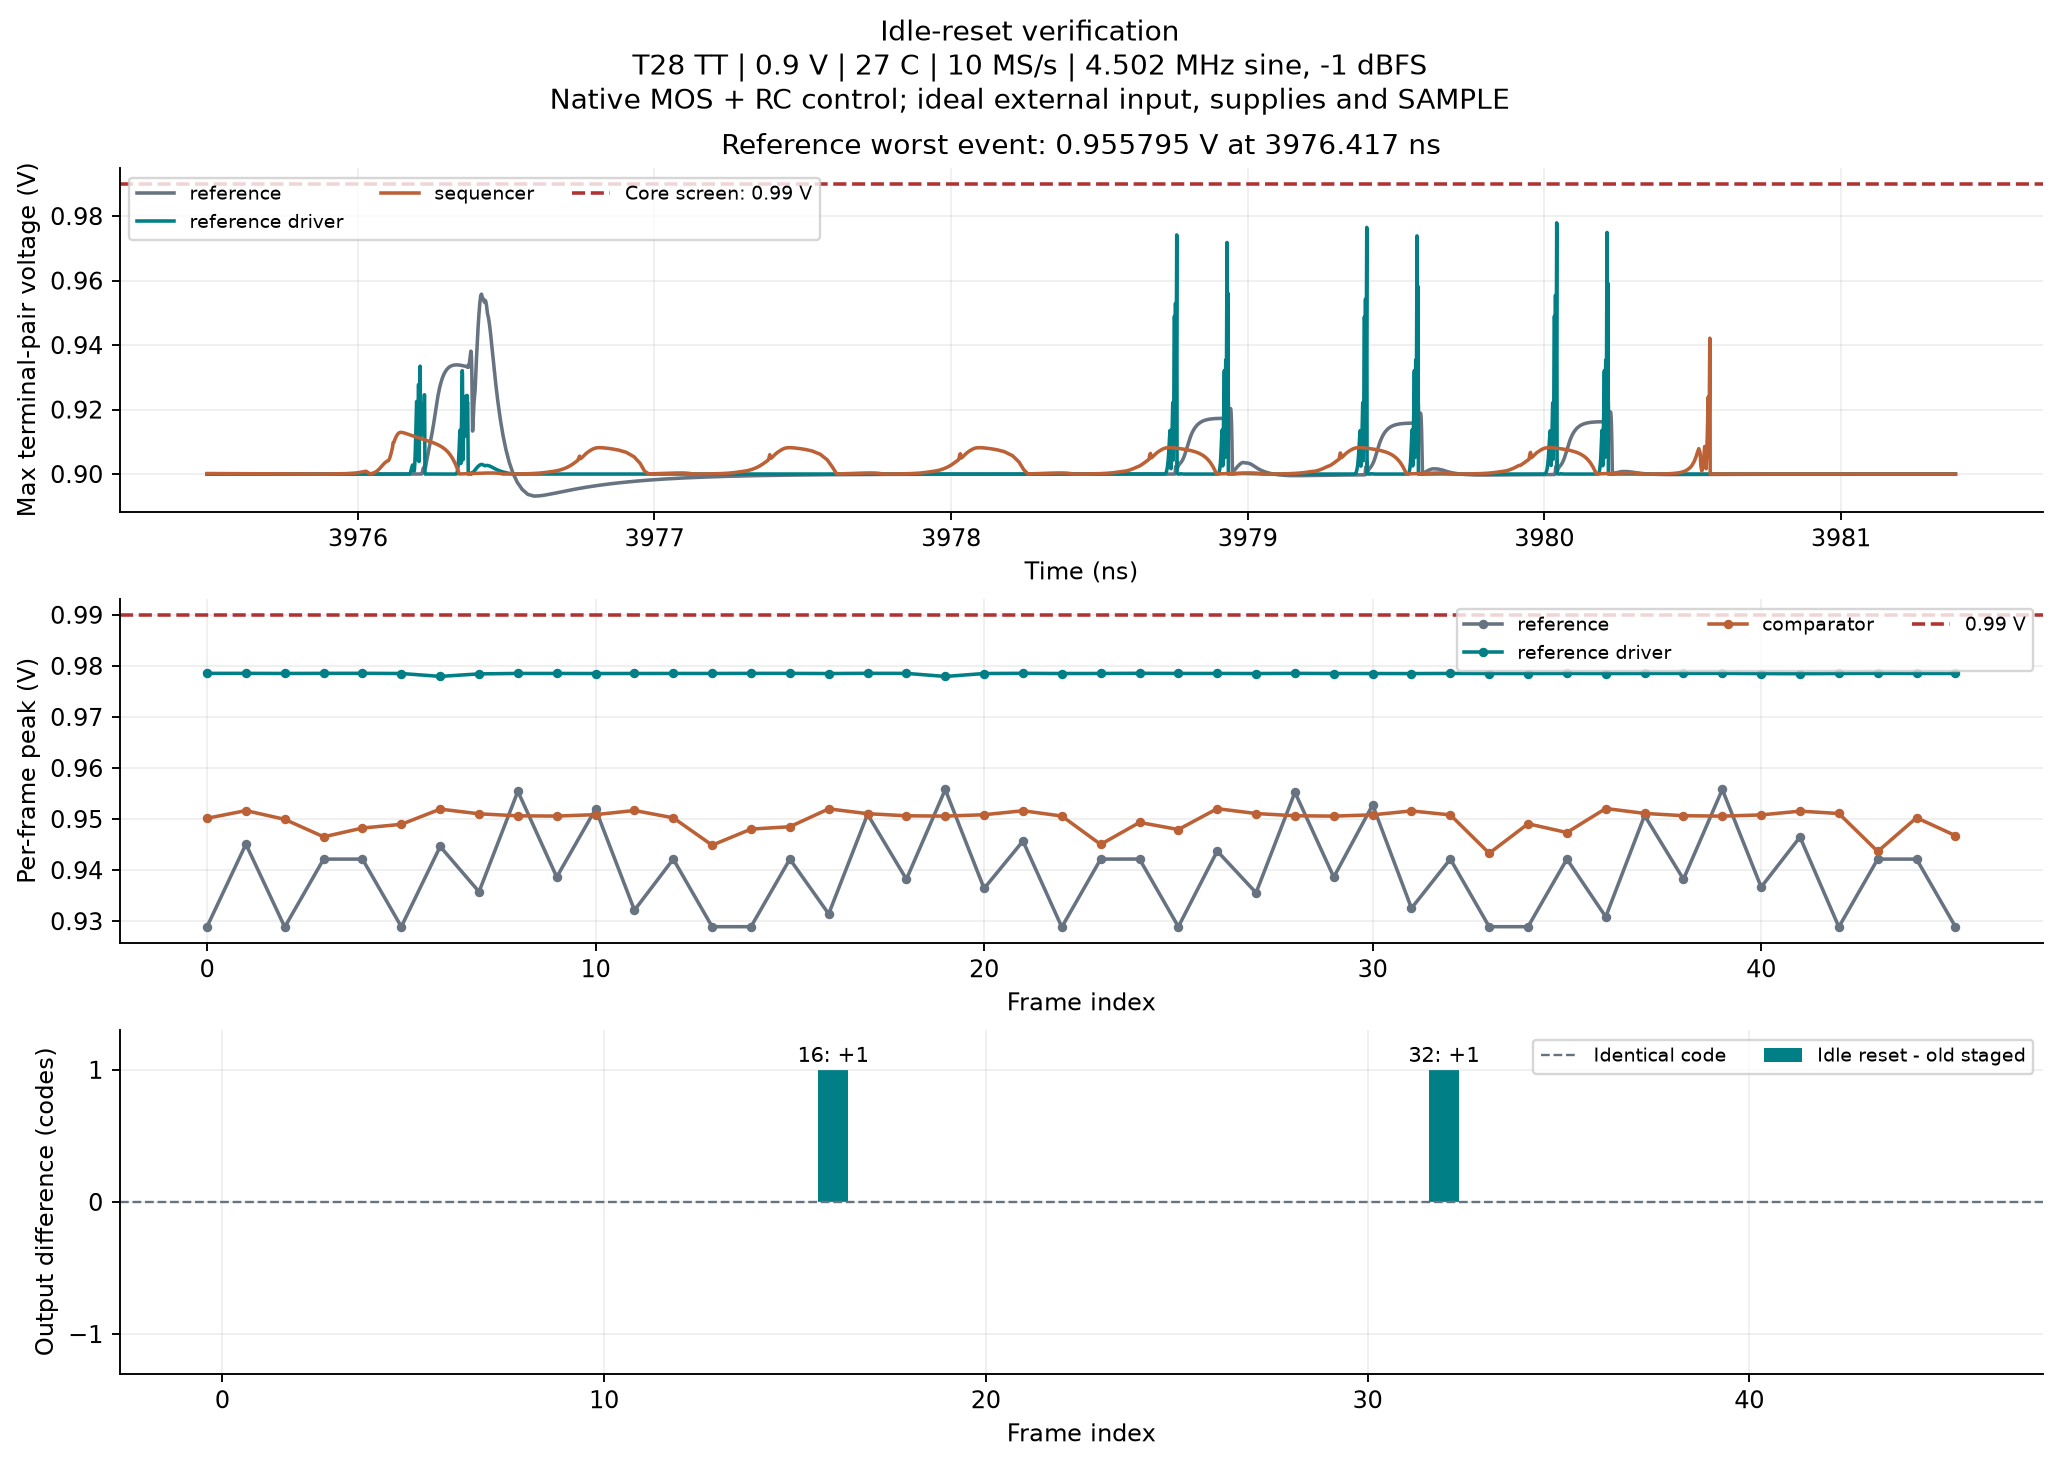 Idle-reset verification
T28 TT | 0.9 V | 27 C | 10 MS/s | 4.502 MHz sine, -1 dBFS
Native MOS + RC control; ideal external input, supplies and SAMPLE
Reference worst event: 0.955795 V at 3976.417 ns
Max terminal-pair voltage (V)
0.98
0.96
0.94
0.92
0.90
reference
reference driver
sequencer
Core screen: 0.99 V
3976 3977 3978 3979 3980 3981
Time (ns)
Per-frame peak (V)
0.99
0.98
0.97
0.96
0.95
0.94
0.93
reference
reference driver
comparator
0.99 V
0 10 20 30 40
Frame index
Output difference (codes)
1
0
−1
16: +1
32: +1
Identical code
Idle reset - old staged
0 10 20 30 40
Frame index